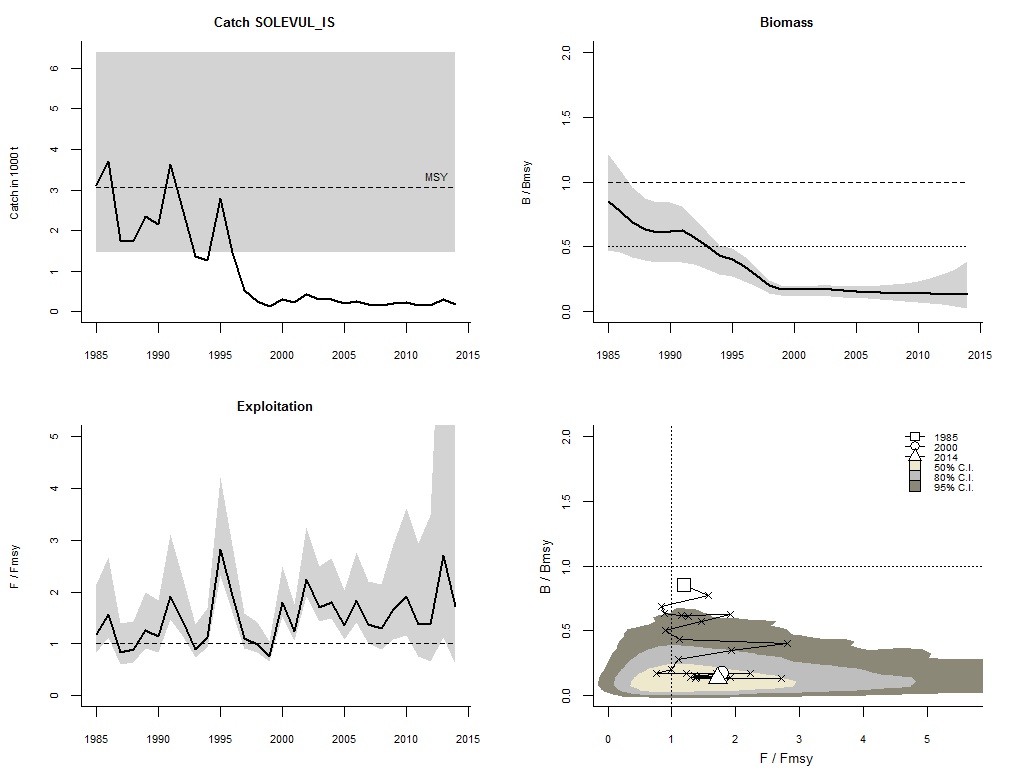 Catch SOLEVUL_IS
Catch in 1000 t
6
5
4
3
2
1
0
MSY
1985 1990 1995 2000 2005 2010 2015
Biomass
B / Bmsy
2.0
1.5
1.0
0.5
0.0
1985 1990 1995 2000 2005 2010 2015
Exploitation
F / Fmsy
5
4
3
2
1
0
1985 1990 1995 2000 2005 2010 2015
B / Bmsy
2.0
1.5
1.0
0.5
0.0
1985
2000
2014
50% C.I.
80% C.I.
95% C.I.
0 1 2 3 4 5
F / Fmsy